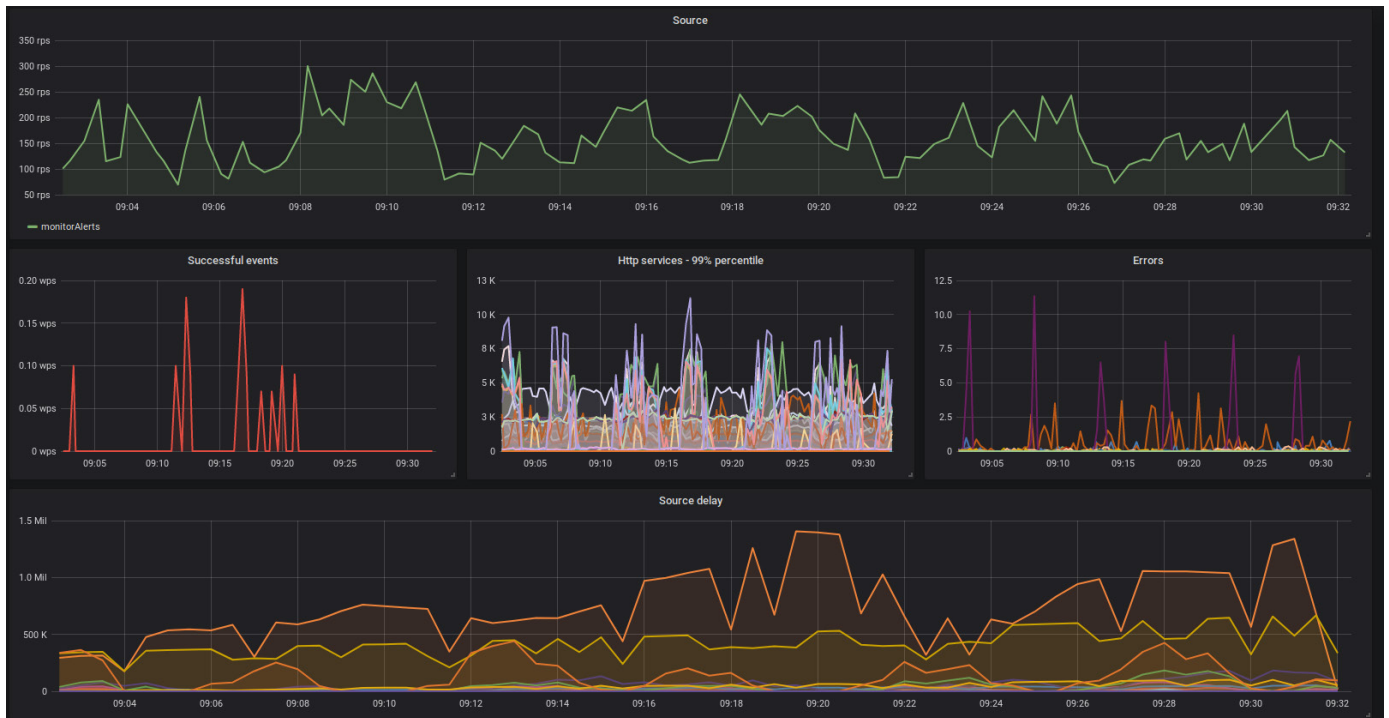 Source
350 rps
300 rps
250 rps
200 rps
150 rps
100 rps
50 rps
09:04 09:06 09:08 09:10 09:12 09:14 09:16 09:18 09:20 09:22 09:24 09:26 09:28 09:30 09:32
monitorAlerts
Successful events
0.20 wps
0.15 wps
0.10 wps
0.05 wps
0 wps
09:05 09:10 09:15 09:20 09:25 09:30
Http services - 99% percentile
13 K
10 K
8 K
5 K
3 K
0
09:05 09:10 09:15 09:20 09:25 09:30
Errors
12.5
10.0
7.5
5.0
2.5
0
09:05 09:10 09:15 09:20 09:25 09:30
Source delay
1.5 Mil
1.0 Mil
500 K
0
09:04 09:06 09:08 09:10 09:12 09:14 09:16 09:18 09:20 09:22 09:24 09:26 09:28 09:30 09:32